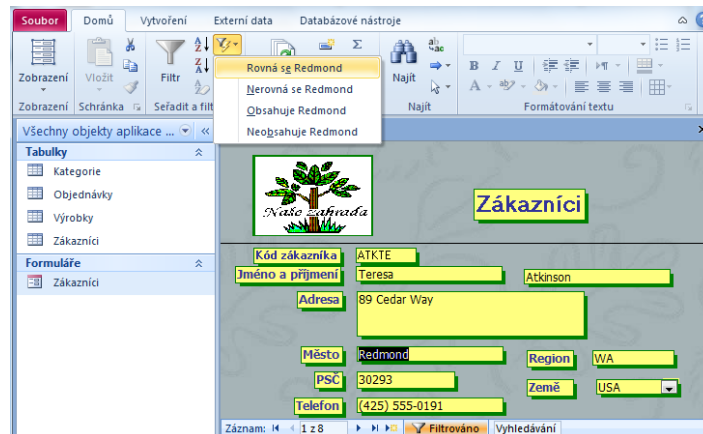 Soubor Domů Vytvoření Externí data Databázové nástroje
Rovná se Redmond
Nerovná se Redmond
Obsahuje Redmond
Neobsahuje Redmond
Zobrazení Vložit Filtr Najít
Zobrazení Schránka Seřadit a filt Najít Formátování textu
Všechny objekty aplikace ...
Tabulky
Kategorie
Objednávky
Výrobky
Zákazníci
Formuláře
Zákazníci
Naše zahrada
Zákazníci
Kód zákazníka ATKTE
Jméno a příjmení Teresa Atkinson
Adresa 89 Cedar Way
Město Redmond Region WA
PSČ 30293 Země USA
Telefon (425) 555-0191
Záznam: 1 z 8 Filtrováno Vyhledávání